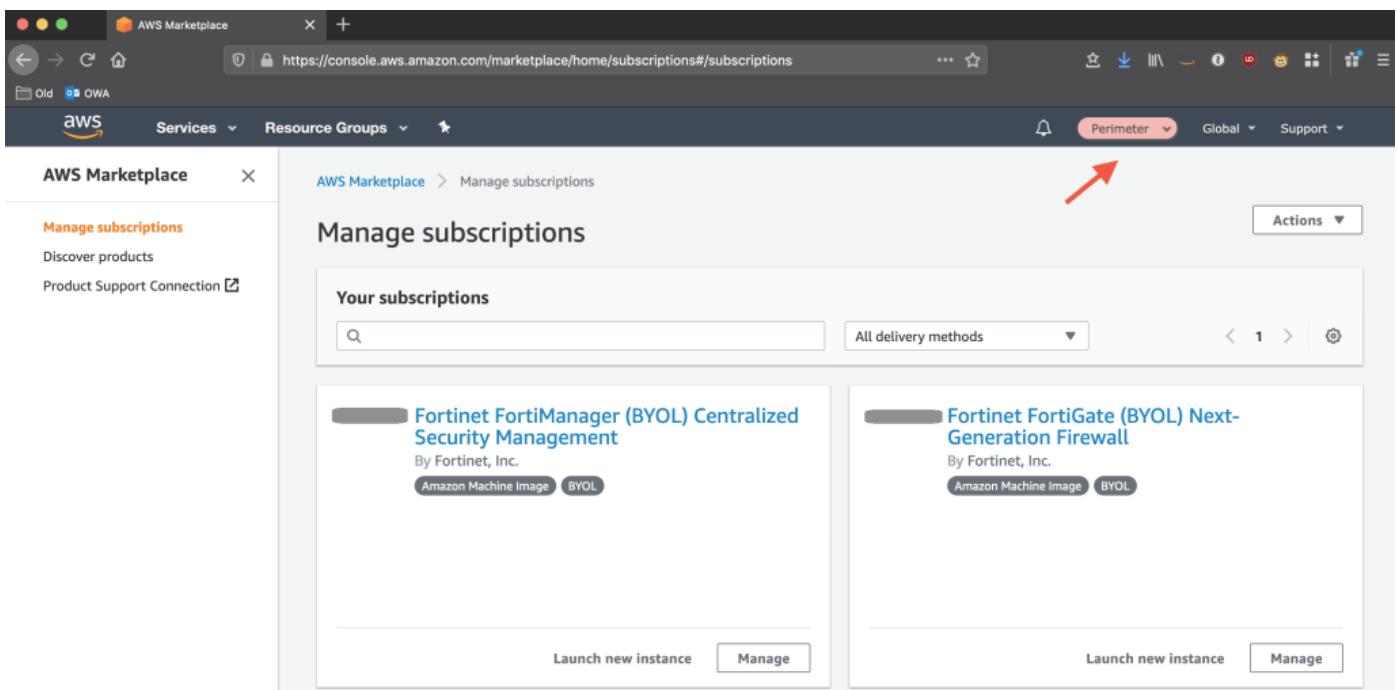 AWS Marketplace
https://console.aws.amazon.com/marketplace/home/subscriptions#/subscriptions
Old OWA
aws Services Resource Groups Perimeter Global Support
AWS Marketplace
Manage subscriptions
Discover products
Product Support Connection
AWS Marketplace > Manage subscriptions
Manage subscriptions
Actions
Your subscriptions
All delivery methods
< 1 >
Fortinet FortiManager (BYOL) Centralized
Security Management
By Fortinet, Inc.
Amazon Machine Image BYOL
Launch new instance Manage
Fortinet FortiGate (BYOL) Next-
Generation Firewall
By Fortinet, Inc.
Amazon Machine Image BYOL
Launch new instance Manage